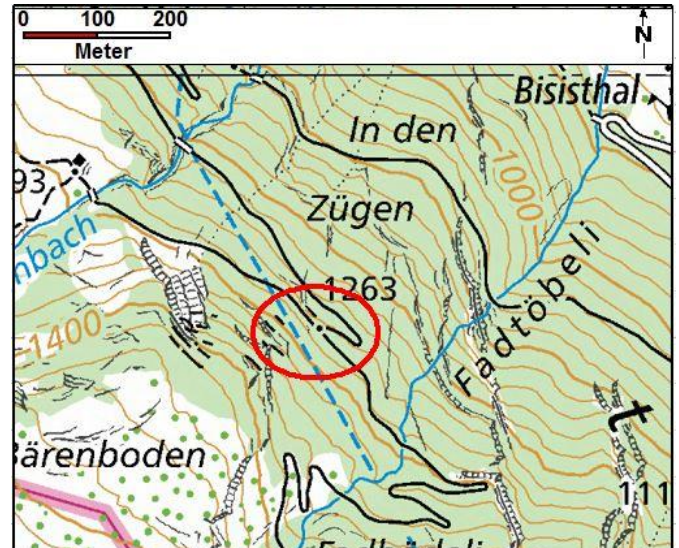 0 100 200
Meter
N
Bisisthal
In den
93
1000
Zügen
nbach
1263
1400
Fadtöbeli
Bärenboden
t
111